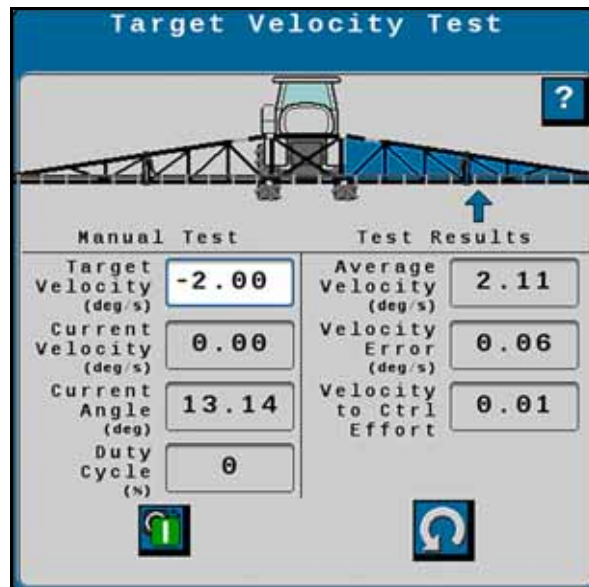 Target Velocity Test
?
Manual Test
Target
Velocity
(deg/s)
-2.00
Current
Velocity
(deg/s)
0.00
Current
Angle
(deg)
13.14
Duty
Cycle
(%)
0
Test Results
Average
Velocity
(deg/s)
2.11
Velocity
Error
(deg/s)
0.06
Velocity
to Ctrl
Effort
0.01